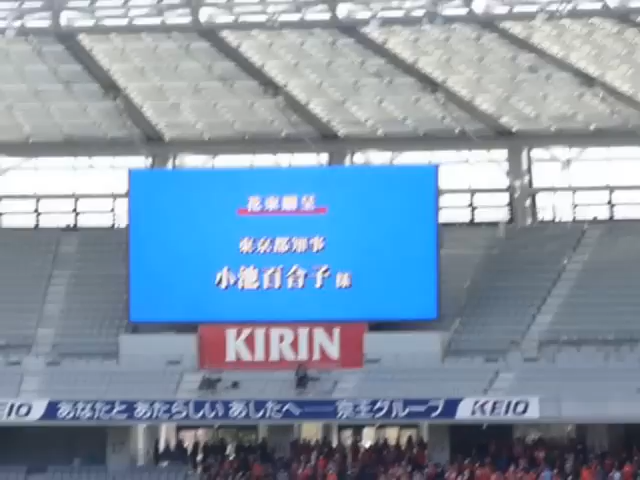 花束贈呈
東京都知事
小池百合子 様
KIRIN
EIO あなたと あたらしい あしたへ── 京王グループ KEIO